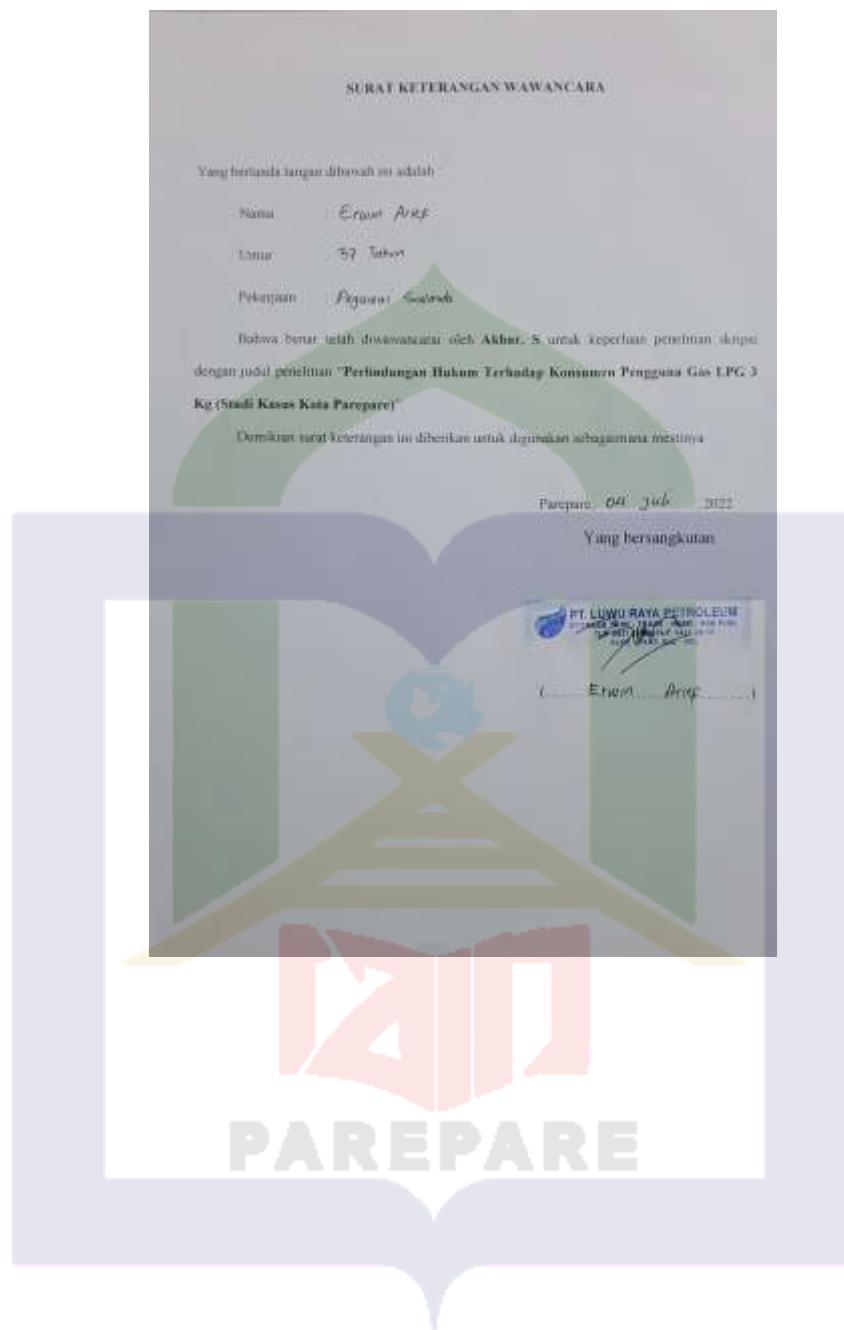 SURAT KETERANGAN WAWANCARA
Yang bertanda tangan dibawah ini adalah
Nama : Erwin Arief
Umur : 37 Tahun
Pekerjaan : Pegawai Swasta
Bahwa benar telah diwawancarai oleh Akbar. S untuk keperluan penelitian skripsi
dengan judul penelitian "Perlindungan Hukum Terhadap Konsumen Pengguna Gas LPG 3
Kg (Studi Kasus Kota Parepare)"
Demikian surat keterangan ini diberikan untuk digunakan sebagaimana mestinya
Parepare, Juli 2022
Yang bersangkutan
PT. LUWU RAYA PETROLEUM
(........Erwin.....Arief...........)
PAREPARE